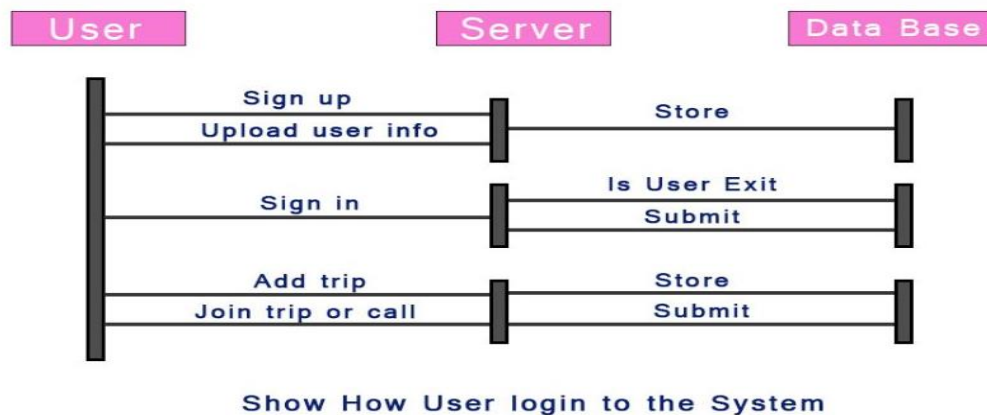 User
Server
Data Base
Sign up
Store
Upload user info
Is User Exit
Sign in
Submit
Add trip
Store
Join trip or call
Submit
Show How User login to the System